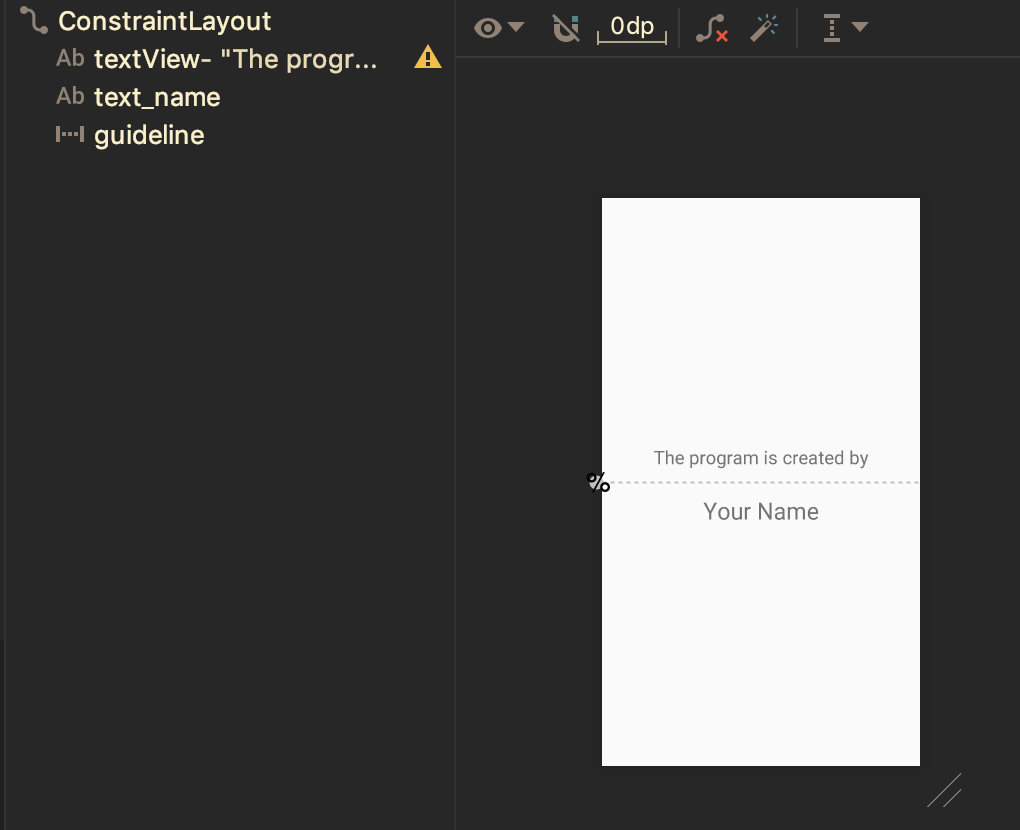 ConstraintLayout
Ab textView- "The progr...
Ab text_name
guideline
0dp
The program is created by
%
Your Name